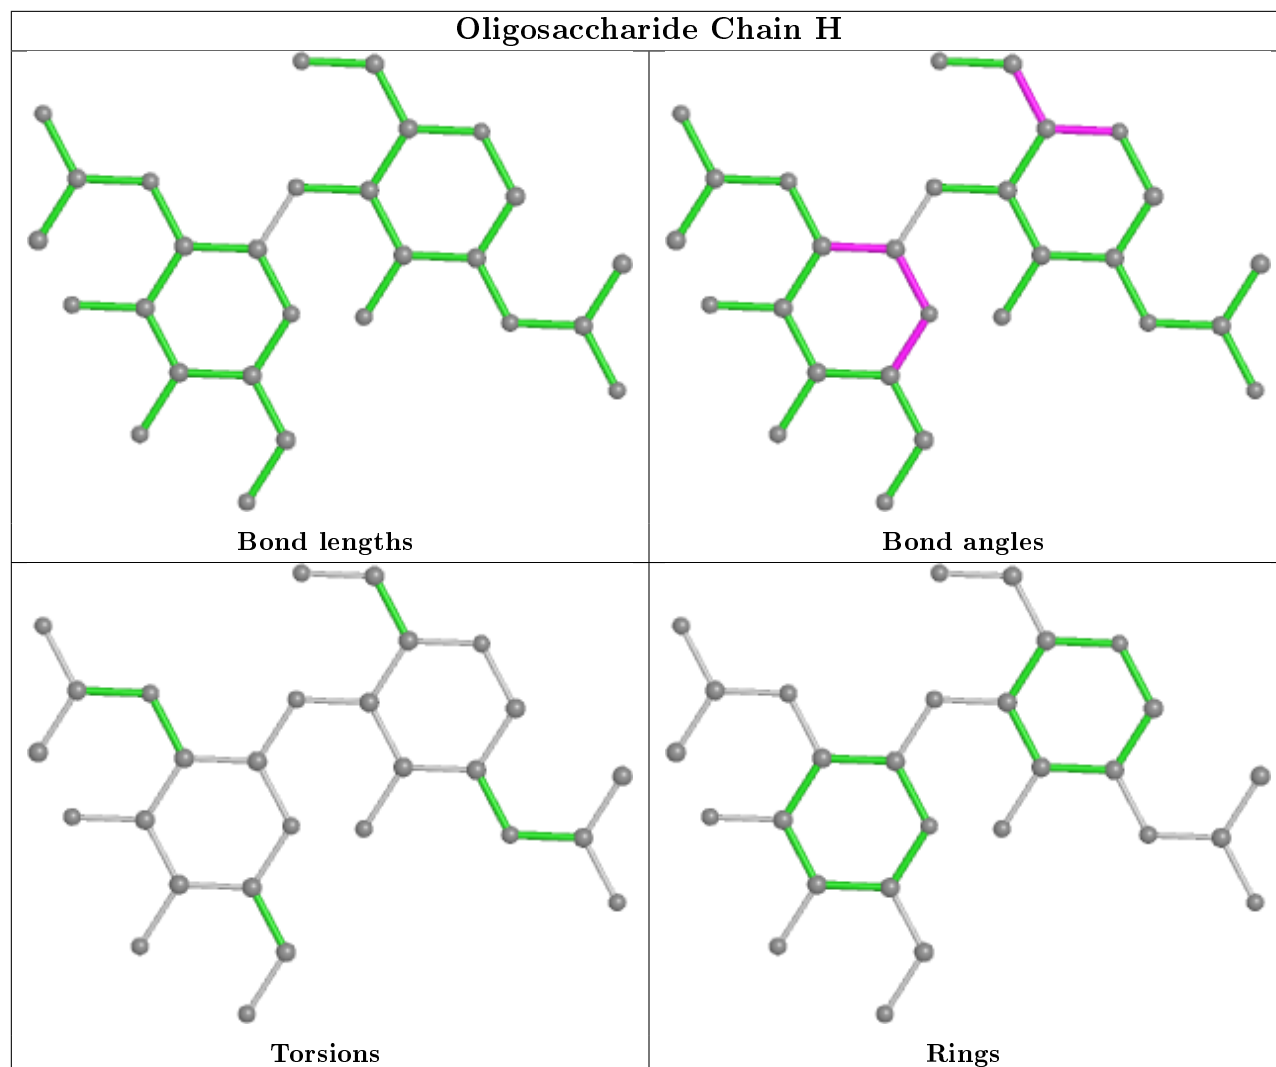 Oligosaccharide Chain H
Bond lengths
Bond angles
Torsions
Rings